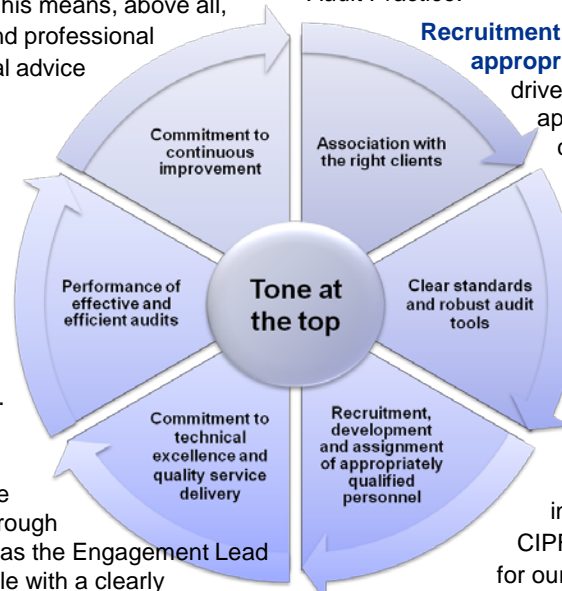 his means, above all,
nd professional
al advice
Audit Practice.
Recruitment
appropr
drive
ap
Commitment to
continuous
improvement
Association with
the right clients
Clear standards
and robust audit
tools
Recruitment,
development
and assignment
of appropriately
qualified
personnel
Commitment to
technical
excellence and
quality service
delivery
Performance of
effective and
efficient audits
Tone at
the top
rough
as the Engagement Lead
le with a clearly
in
CIPF
for our